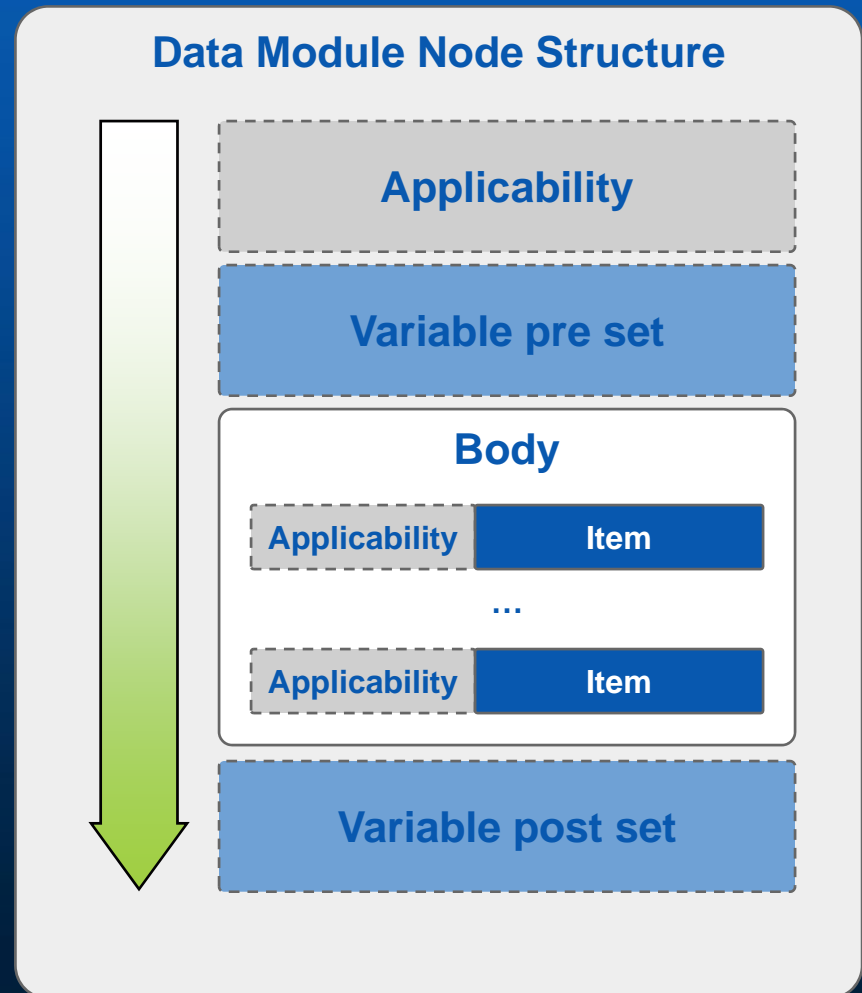 Data Module Node Structure
Applicability
Variable pre set
Body
Applicability Item
...
Applicability Item
Variable post set